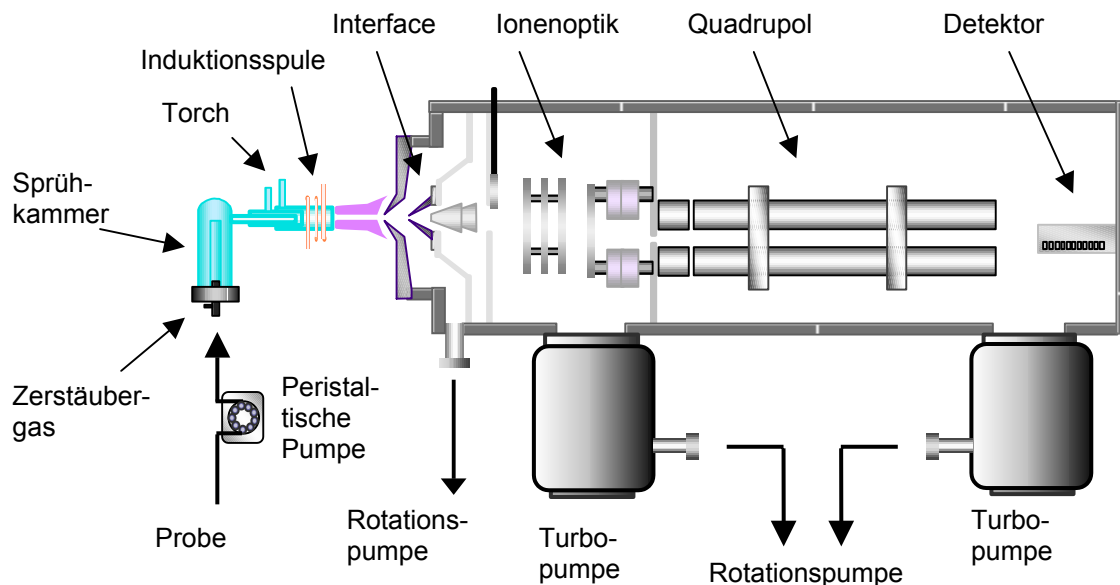 Interface
Ionenoptik
Quadrupol
Detektor
Induktionsspule
Torch
Sprüh-
kammer
Zerstäuber-
gas
Peristal-
tische
Pumpe
Probe
Rotations-
pumpe
Turbo-
pumpe
Rotationspumpe
Turbo-
pumpe